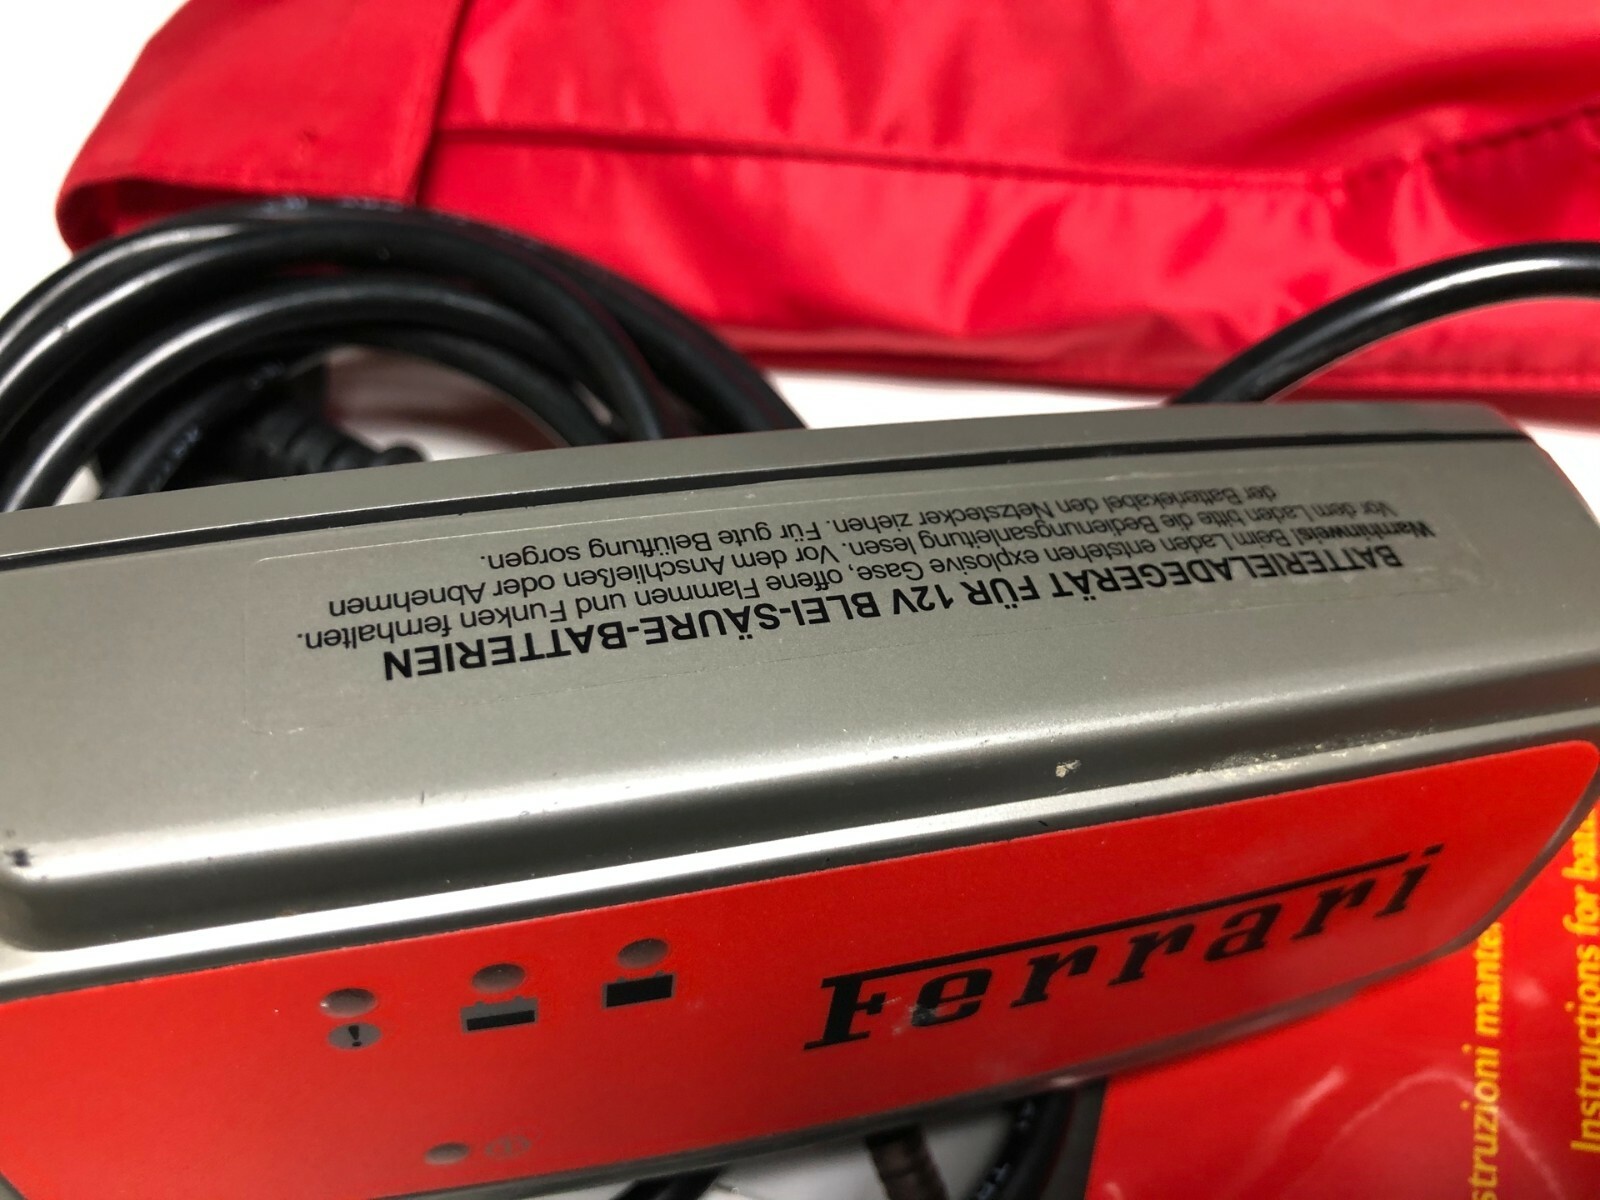 BATTERIELADEGERÄT FÜR 12V BLEI-SÄURE-BATTERIEN
Warnhinweis! Beim Laden entstehen explosive Gase, offene Flammen und Funken fernhalten.
Vor dem Laden bitte die Bedienungsanleitung lesen. Vor dem Anschließen oder Abnehmen
der Batteriekabel den Netzstecker ziehen. Für gute Belüftung sorgen.
!
Ferrari
struzioni mante
Instructions for bat